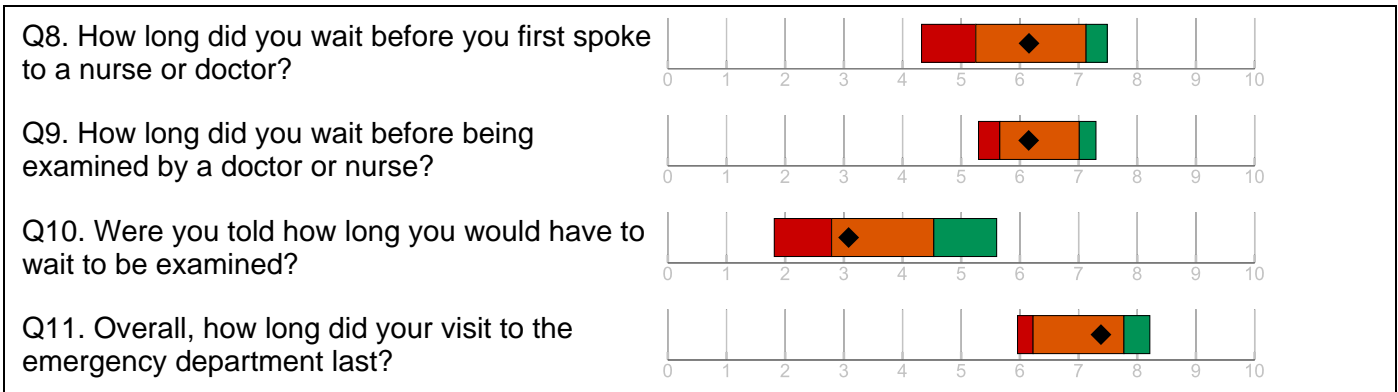 Q8. How long did you wait before you first spoke
to a nurse or doctor?
0 1 2 3 4 5 6 7 8 9 10
Q9. How long did you wait before being
examined by a doctor or nurse?
0 1 2 3 4 5 6 7 8 9 10
Q10. Were you told how long you would have to
wait to be examined?
0 1 2 3 4 5 6 7 8 9 10
Q11. Overall, how long did your visit to the
emergency department last?
0 1 2 3 4 5 6 7 8 9 10